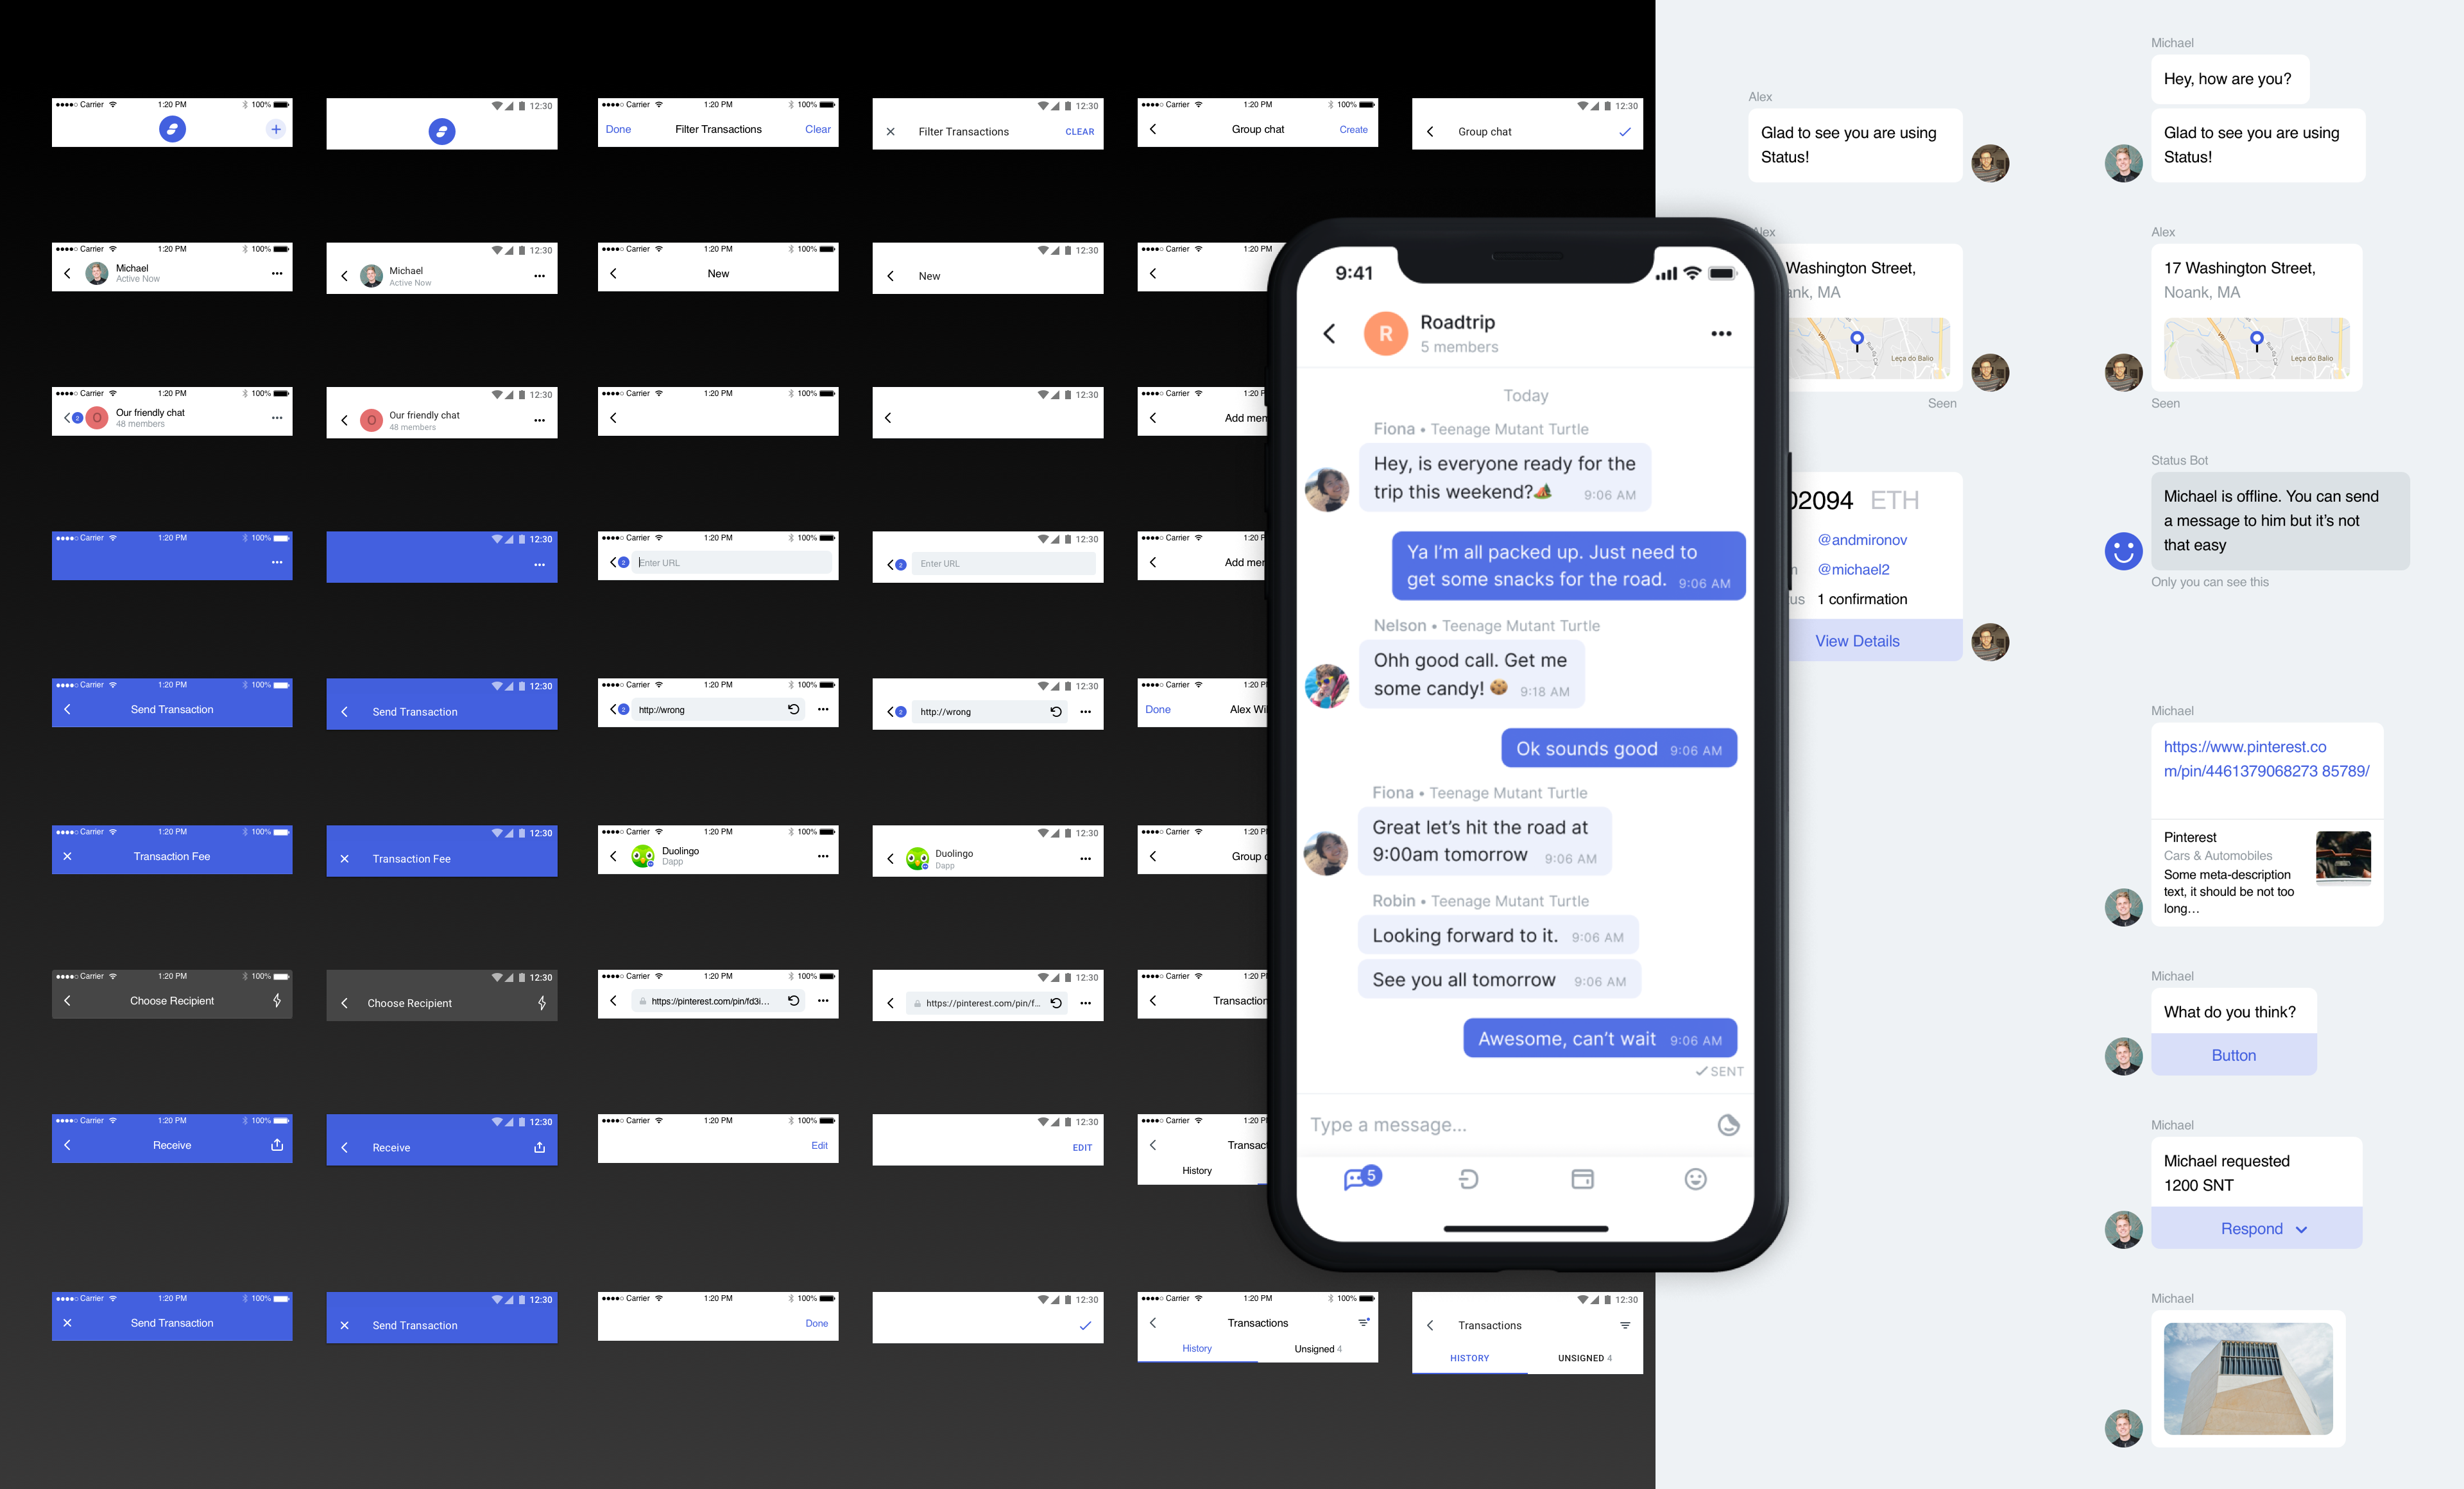 ●●●●○ Carrier 1:20 PM 100%
12:30
●●●●○ Carrier 1:20 PM 100%
Done Filter Transactions Clear
12:30
Filter Transactions CLEAR
●●●●○ Carrier 1:20 PM 100%
Group chat Create
12:30
Group chat
●●●●○ Carrier 1:20 PM 100%
Michael
Active Now
12:30
Michael
Active Now
●●●●○ Carrier 1:20 PM 100%
New
12:30
New
●●●●○ Carrier 1:20 PM
●●●●○ Carrier 1:20 PM 100%
2 O Our friendly chat
48 members
12:30
O Our friendly chat
48 members
●●●●○ Carrier 1:20 PM 100%
12:30
●●●●○ Carrier 1:20 P
Add mem
●●●●○ Carrier 1:20 PM 100%
12:30
●●●●○ Carrier 1:20 PM 100%
2 Enter URL
12:30
2 Enter URL
●●●●○ Carrier 1:20 P
Add mem
●●●●○ Carrier 1:20 PM 100%
Send Transaction
12:30
Send Transaction
●●●●○ Carrier 1:20 PM 100%
2 http://wrong
12:30
2 http://wrong
●●●●○ Carrier 1:20 P
Done Alex Wi
●●●●○ Carrier 1:20 PM 100%
Transaction Fee
12:30
Transaction Fee
●●●●○ Carrier 1:20 PM 100%
Duolingo
Dapp
12:30
Duolingo
Dapp
●●●●○ Carrier 1:20 P
Group c
●●●●○ Carrier 1:20 PM 100%
Choose Recipient
12:30
Choose Recipient
●●●●○ Carrier 1:20 PM 100%
https://pinterest.com/pin/fd3i...
12:30
https://pinterest.com/pin/f...
●●●●○ Carrier 1:20 P
Transaction
●●●●○ Carrier 1:20 PM 100%
Receive
12:30
Receive
●●●●○ Carrier 1:20 PM 100%
Edit
12:30
EDIT
●●●●○ Carrier 1:20 P
Transac
History
●●●●○ Carrier 1:20 PM 100%
Send Transaction
12:30
Send Transaction
●●●●○ Carrier 1:20 PM 100%
Done
12:30
●●●●○ Carrier 1:20 PM 100%
Transactions
History Unsigned 4
12:30
Transactions
HISTORY UNSIGNED 4
9:41
R Roadtrip
5 members
Today
Fiona • Teenage Mutant Turtle
Hey, is everyone ready for the
trip this weekend?🏕 9:06 AM
Ya I'm all packed up. Just need to
get some snacks for the road. 9:06 AM
Nelson • Teenage Mutant Turtle
Ohh good call. Get me
some candy! 🍪 9:18 AM
Ok sounds good 9:06 AM
Fiona • Teenage Mutant Turtle
Great let's hit the road at
9:00am tomorrow 9:06 AM
Robin • Teenage Mutant Turtle
Looking forward to it. 9:06 AM
See you all tomorrow 9:06 AM
Awesome, can't wait 9:06 AM
✓SENT
Type a message...
5
Alex
Glad to see you are using
Status!
Alex
Washington Street,
ank, MA
Leça do Balio
Seen
02094 ETH
@andmironov
@michael2
us 1 confirmation
View Details
Michael
Hey, how are you?
Glad to see you are using
Status!
Alex
17 Washington Street,
Noank, MA
Leça do Balio
Seen
Status Bot
Michael is offline. You can send
a message to him but it's not
that easy
Only you can see this
Michael
https://www.pinterest.co
m/pin/4461379068273 85789/
Pinterest
Cars & Automobiles
Some meta-description
text, it should be not too
long...
Michael
What do you think?
Button
Michael
Michael requested
1200 SNT
Respond
Michael